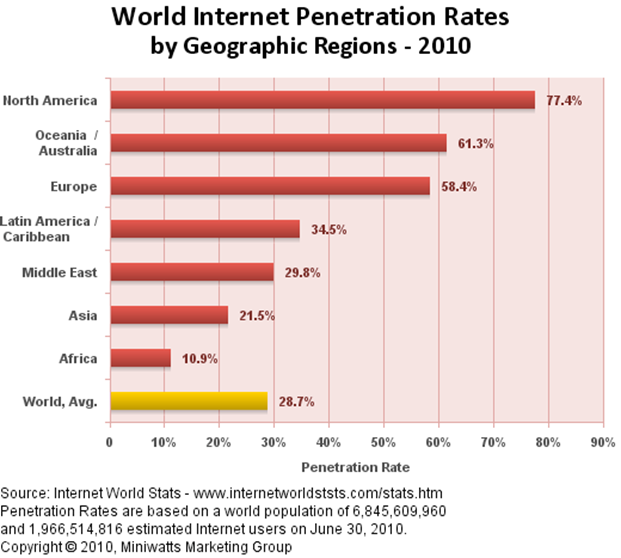 World Internet Penetration Rates
by Geographic Regions - 2010
North America
77.4%
Oceania /
Australia
61.3%
Europe
58.4%
Latin America /
Caribbean
34.5%
Middle East
29.8%
Asia
21.5%
Africa
10.9%
World, Avg.
28.7%
0 10% 20% 30% 40% 50% 60% 70% 80% 90%
Penetration Rate
Source: Internet World Stats - www.internetworldststs.com/stats.htm
Penetration Rates are based on a world population of 6,845,609,960
and 1,966,514,816 estimated Internet users on June 30, 2010.
Copyright © 2010, Miniwatts Marketing Group